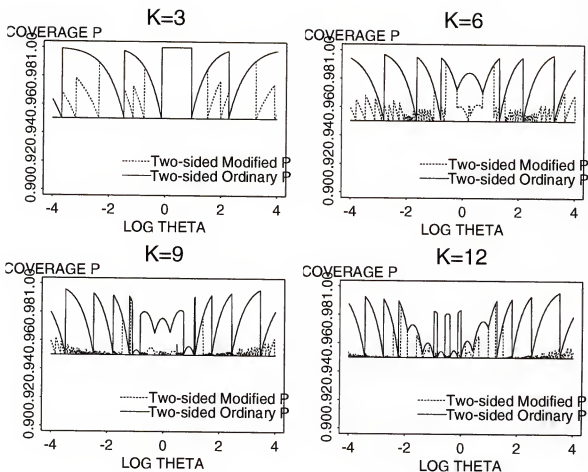 K=3
COVERAGE P
0.900.920.940.960.981.00
Two-sided Modified P
Two-sided Ordinary P
-4 -2 0 2 4
LOG THETA
K=6
COVERAGE P
0.900.920.940.960.981.00
Two-sided Modified P
Two-sided Ordinary P
-4 -2 0 2 4
LOG THETA
K=9
COVERAGE P
0.900.920.940.960.981.00
Two-sided Modified P
Two-sided Ordinary P
-4 -2 0 2 4
LOG THETA
K=12
COVERAGE P
0.900.920.940.960.981.00
Two-sided Modified P
Two-sided Ordinary P
-4 -2 0 2 4
LOG THETA